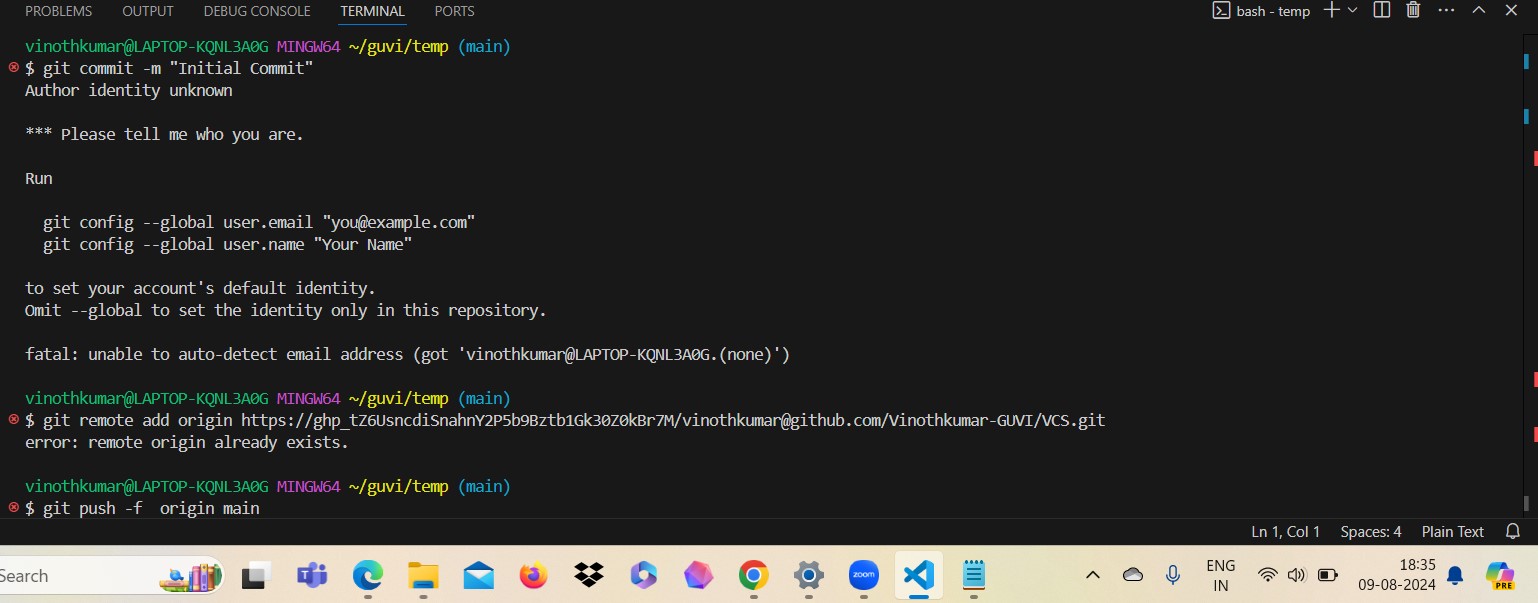 PROBLEMS OUTPUT DEBUG CONSOLE TERMINAL PORTS bash - temp
vinothkumar@LAPTOP-KQNL3A0G MINGW64 ~/guvi/temp (main)
$ git commit -m "Initial Commit"
Author identity unknown
*** Please tell me who you are.
Run
git config --global user.email "you@example.com"
git config --global user.name "Your Name"
to set your account's default identity.
Omit --global to set the identity only in this repository.
fatal: unable to auto-detect email address (got 'vinothkumar@LAPTOP-KQNL3A0G.(none)')
vinothkumar@LAPTOP-KQNL3A0G MINGW64 ~/guvi/temp (main)
$ git remote add origin https://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/vinothkumar@github.com/Vinothkumar-GUVI/VCS.git
error: remote origin already exists.
vinothkumar@LAPTOP-KQNL3A0G MINGW64 ~/guvi/temp (main)
$ git push -f  origin main
Ln 1, Col 1 Spaces: 4 Plain Text
Search
zoom
ENG
IN
18:35
09-08-2024
PRE